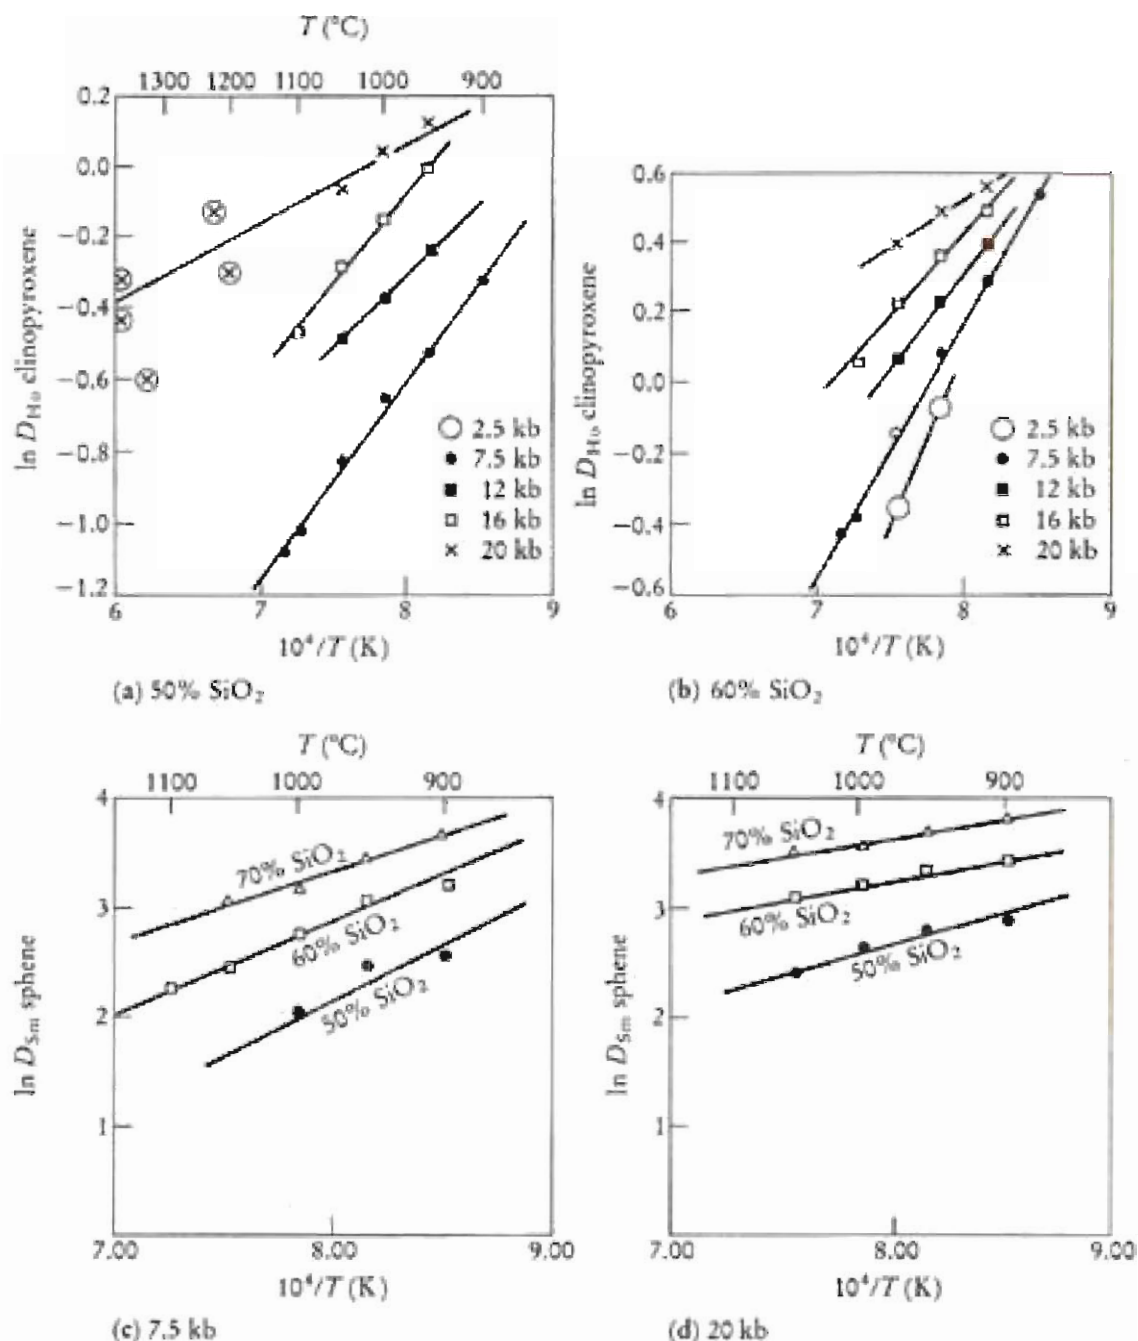 T (°C)
1300 1200 1100 1000 900
0.2
0.0
−0.2
−0.4
−0.6
−0.8
−1.0
−1.2
ln D_Ho clinopyroxene
2.5 kb
7.5 kb
12 kb
16 kb
20 kb
6 7 8 9
10⁴/T (K)
(a) 50% SiO₂
0.6
0.4
0.2
0.0
−0.2
−0.4
−0.6
ln D_Ho clinopyroxene
2.5 kb
7.5 kb
12 kb
16 kb
20 kb
6 7 8 9
10⁴/T (K)
(b) 60% SiO₂
T (°C)
1100 1000 900
4
3
2
1
ln D_Sm sphene
70% SiO₂
60% SiO₂
50% SiO₂
7.00 8.00 9.00
10⁴/T (K)
(c) 7.5 kb
T (°C)
1100 1000 900
4
3
2
1
ln D_Sm sphene
70% SiO₂
60% SiO₂
50% SiO₂
7.00 8.00 9.00
10⁴/T (K)
(d) 20 kb